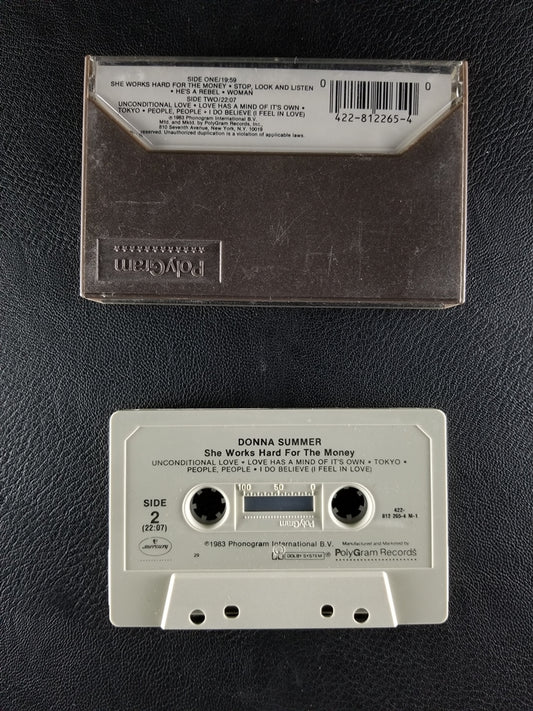 SIDE ONE/19:59
SHE WORKS HARD FOR THE MONEY • STOP, LOOK AND LISTEN
• HE'S A REBEL • WOMAN
SIDE TWO/22:07
UNCONDITIONAL LOVE • LOVE HAS A MIND OF IT'S OWN •
TOKYO • PEOPLE, PEOPLE • I DO BELIEVE (I FEEL IN LOVE)
℗1983 Phonogram International B.V.
Mfd. and Mktd. by PolyGram Records, Inc.,
810 Seventh Avenue, New York, N.Y. 10019
reserved. Unauthorized duplication is a violation of applicable laws.
0 0
422-812265-4
PolyGram
DONNA SUMMER
She Works Hard For The Money
UNCONDITIONAL LOVE • LOVE HAS A MIND OF IT'S OWN • TOKYO •
PEOPLE, PEOPLE • I DO BELIEVE (I FEEL IN LOVE)
SIDE
2
(22:07)
100 50 0
PolyGram
422-
812 265-4 M-1
mercury
29
℗1983 Phonogram International B.V.
DOLBY SYSTEM®
Manufactured and Marketed by
PolyGram Records